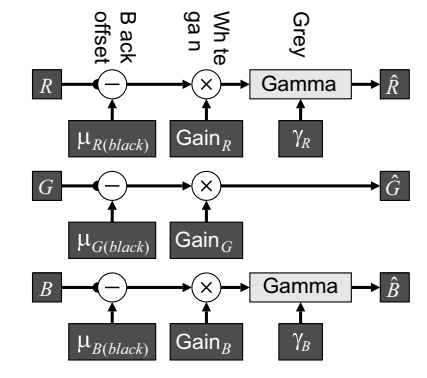 B ack
offset
Wh te
ga n
Grey
R − × Gamma R̂
μR(black) GainR γR
G − × Ĝ
μG(black) GainG
B − × Gamma B̂
μB(black) GainB γB